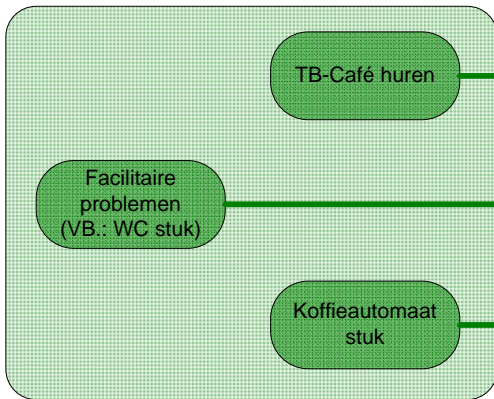 TB-Café huren
Facilitaire
problemen
(VB.: WC stuk)
Koffieautomaat
stuk